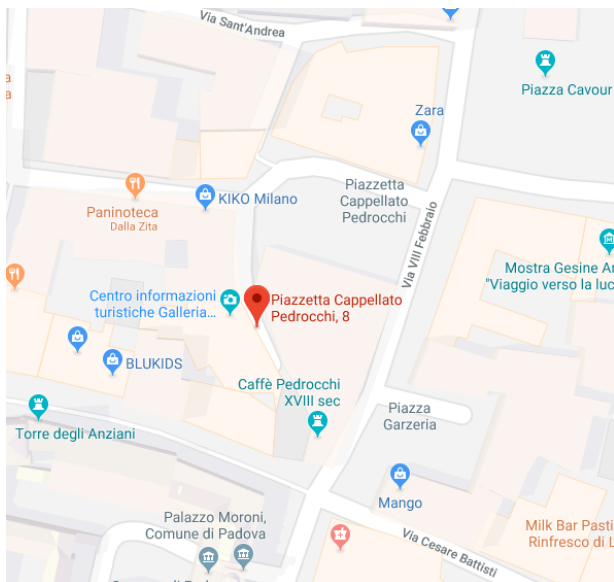 Via Sant'Andrea
Piazza Cavour
Zara
KIKO Milano
Piazzetta
Cappellato
Pedrocchi
Paninoteca
Dalla Zita
Via VIII Febbraio
Mostra Gesine Ar
"Viaggio verso la luc
Centro informazioni
turistiche Galleria...
Piazzetta Cappellato
Pedrocchi, 8
BLUKIDS
Caffè Pedrocchi
XVIII sec
Piazza
Garzeria
Torre degli Anziani
Mango
Palazzo Moroni,
Comune di Padova
Via Cesare Battisti
Milk Bar Pasti
Rinfresco di L